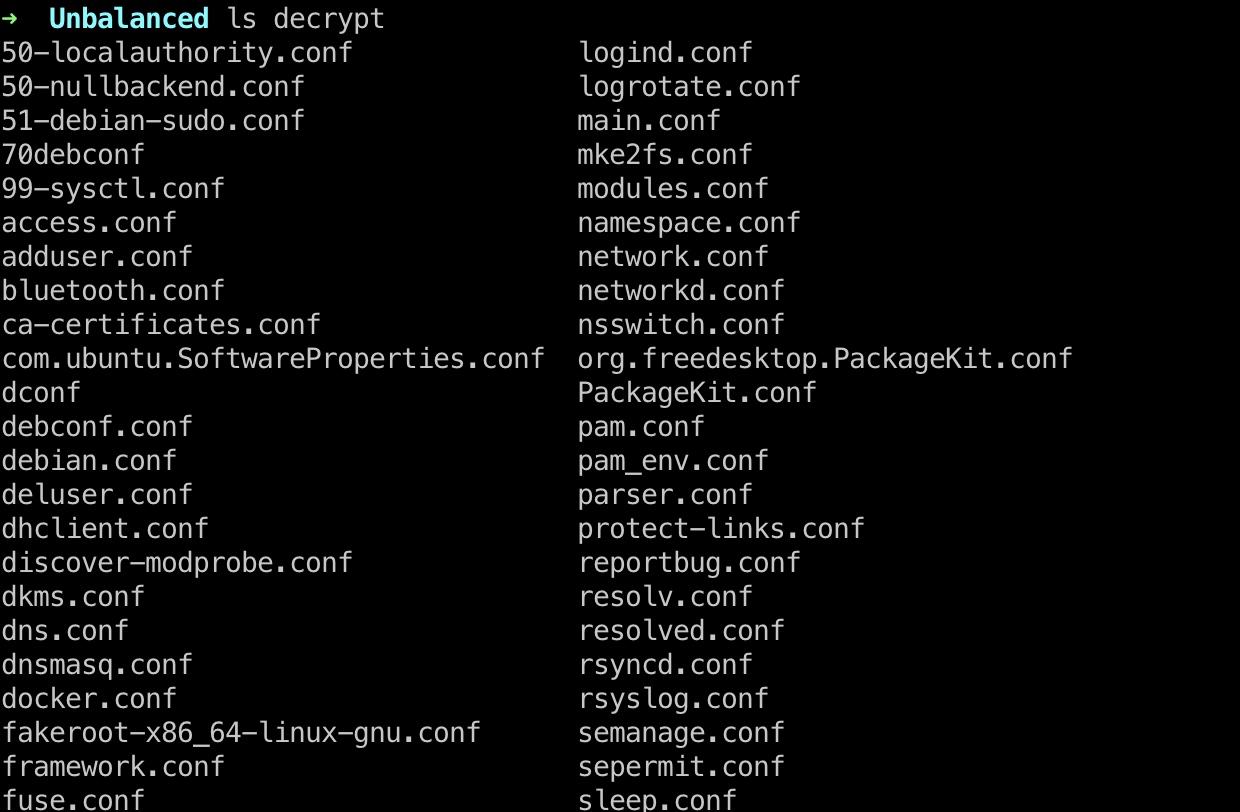 ➜  Unbalanced ls decrypt
50-localauthority.conf               logind.conf
50-nullbackend.conf                  logrotate.conf
51-debian-sudo.conf                  main.conf
70debconf                            mke2fs.conf
99-sysctl.conf                       modules.conf
access.conf                          namespace.conf
adduser.conf                         network.conf
bluetooth.conf                       networkd.conf
ca-certificates.conf                 nsswitch.conf
com.ubuntu.SoftwareProperties.conf   org.freedesktop.PackageKit.conf
dconf                                PackageKit.conf
debconf.conf                         pam.conf
debian.conf                          pam_env.conf
deluser.conf                         parser.conf
dhclient.conf                        protect-links.conf
discover-modprobe.conf               reportbug.conf
dkms.conf                            resolv.conf
dns.conf                             resolved.conf
dnsmasq.conf                         rsyncd.conf
docker.conf                          rsyslog.conf
fakeroot-x86_64-linux-gnu.conf       semanage.conf
framework.conf                       sepermit.conf
fuse.conf                            sleep.conf